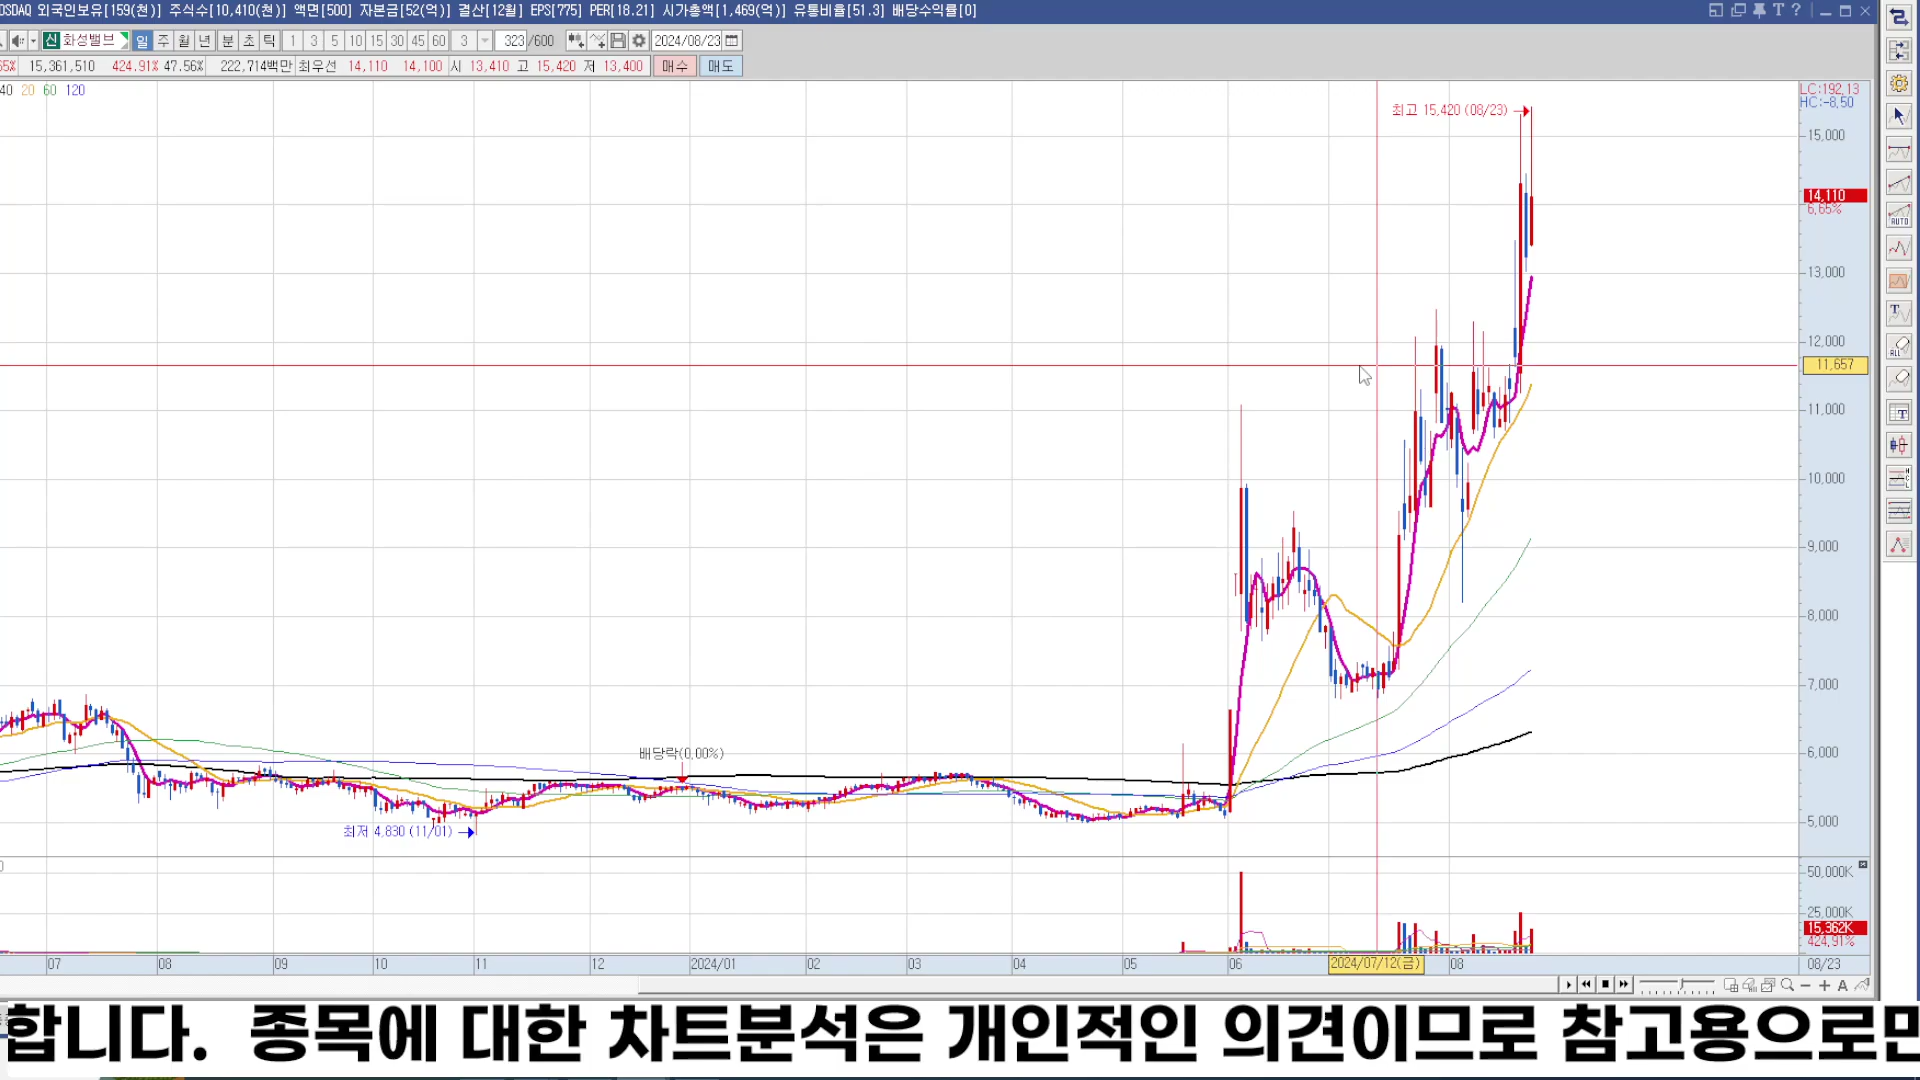 OSDAQ 외국인보유[159(천)] 주식수[10,410(천)] 액면[500] 자본금[52(억)] 결산[12월] EPS[775] PER[18.21] 시가총액[1,469(억)] 유통비율[51.3] 배당수익률[0]
신 화성밸브 일 주 월 년 분 초 틱 1 3 5 10 15 30 45 60 3 323 /600 2024/08/23
65% 15,361,510 424.91% 47.56% 222,714백만 최우선 14,110 14,100 시 13,410 고 15,420 저 13,400 매수 매도
40 20 60 120
LC:192.13
HC:-8.50
최고 15,420 (08/23)
15,000
14,110
6.65%
13,000
12,000
11,657
11,000
10,000
9,000
8,000
7,000
6,000
5,000
배당락(0.00%)
최저 4,830 (11/01)
50,000K
25,000K
15,362K
424.91%
07 08 09 10 11 12 2024/01 02 03 04 05 06 2024/07/12(금) 08 08/23
합니다. 종목에 대한 차트분석은 개인적인 의견이므로 참고용으로만